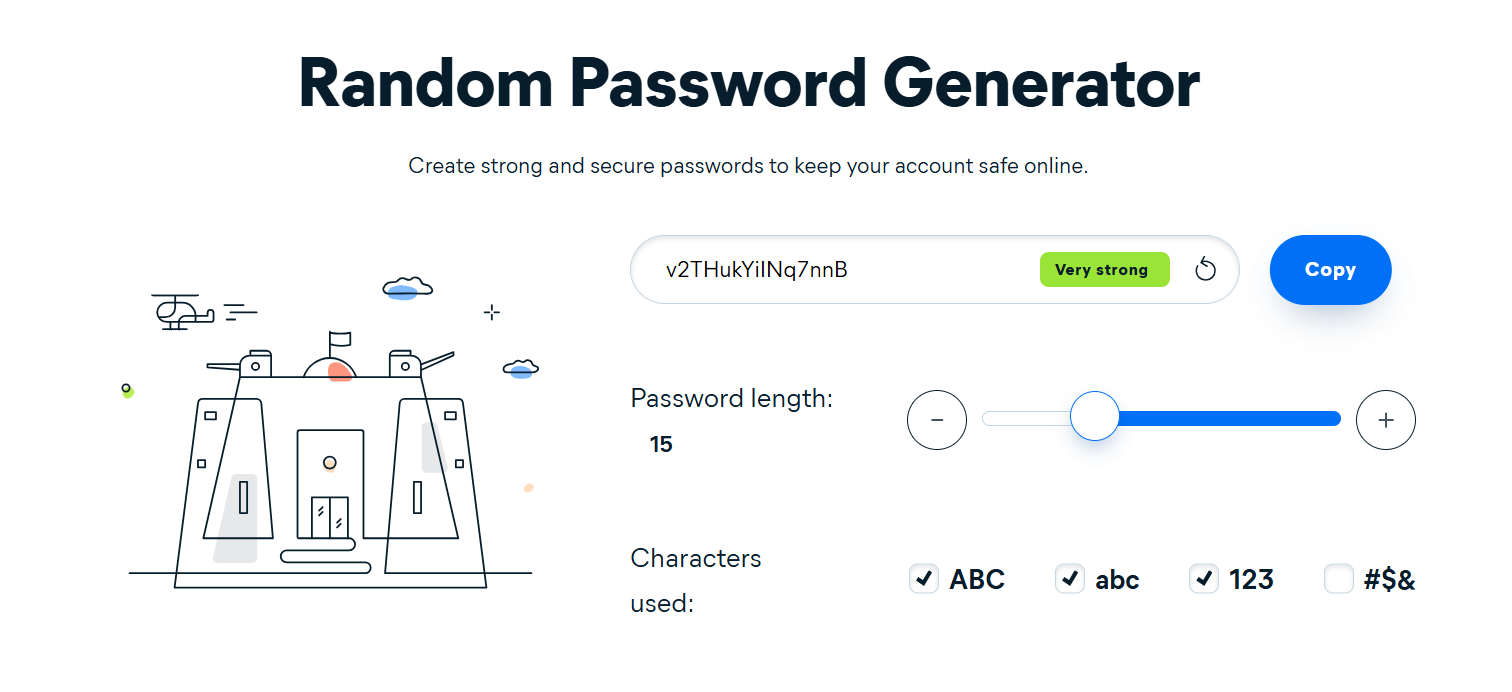 Random Password Generator
Create strong and secure passwords to keep your account safe online.
v2THukYiINq7nnB
Very strong
Copy
Password length:
15
−
+
Characters
used:
ABC
abc
123
#$&